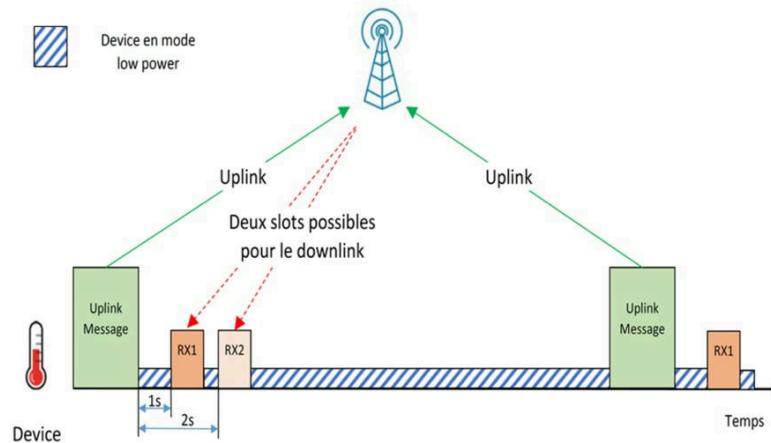 Device en mode
low power
Uplink
Uplink
Deux slots possibles
pour le downlink
Uplink
Message
RX1
RX2
Uplink
Message
RX1
1s
2s
Device
Temps